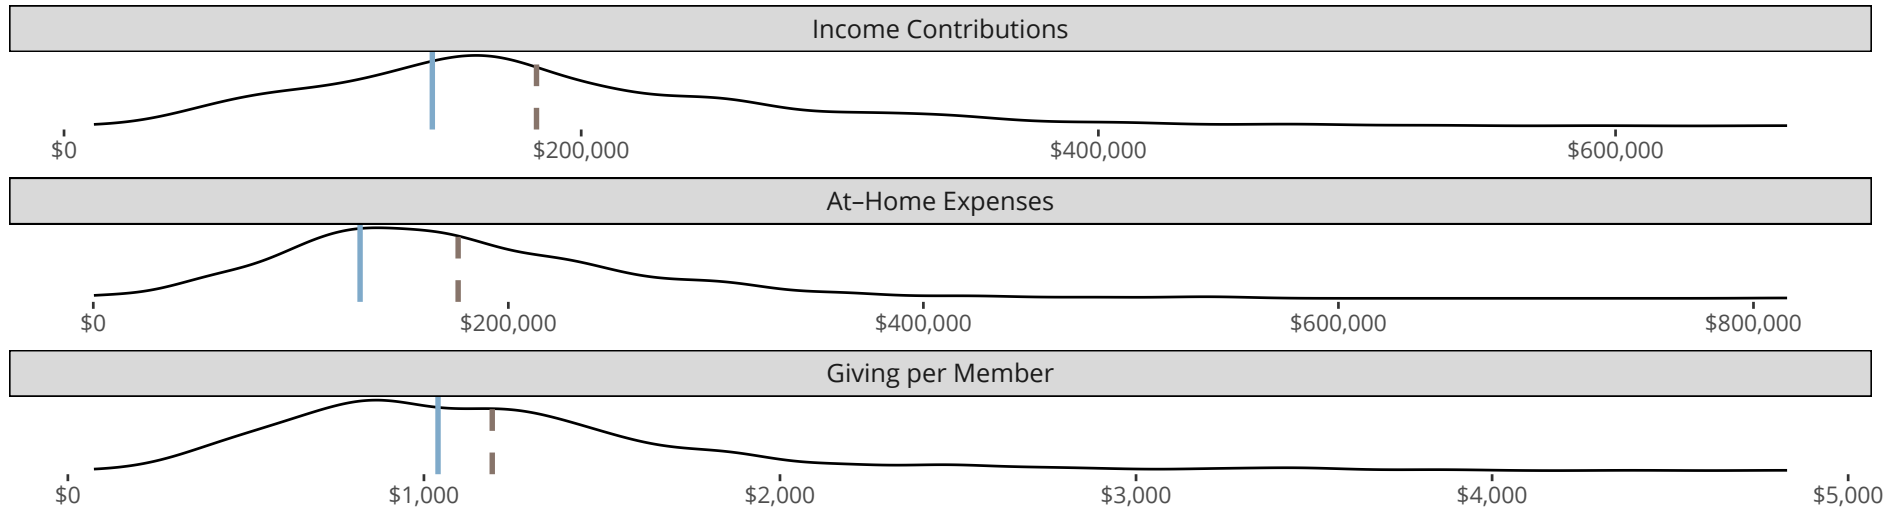 Income Contributions
$0 $200,000 $400,000 $600,000
At–Home Expenses
$0 $200,000 $400,000 $600,000 $800,000
Giving per Member
$0 $1,000 $2,000 $3,000 $4,000 $5,000